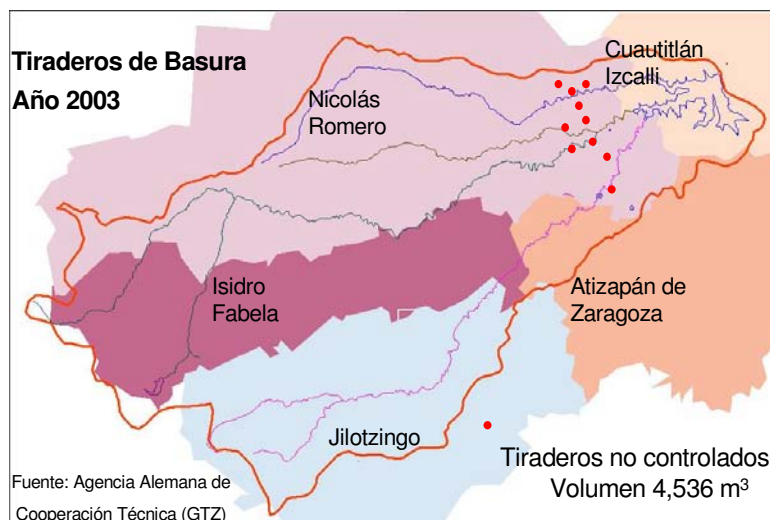 Tiraderos de Basura
Año 2003
Cuautitlán
Izcalli
Nicolás
Romero
Isidro
Fabela
Atizapán de
Zaragoza
Jilotzingo
Tiraderos no controlados
Volumen 4,536 m³
Fuente: Agencia Alemana de
Cooperación Técnica (GTZ)